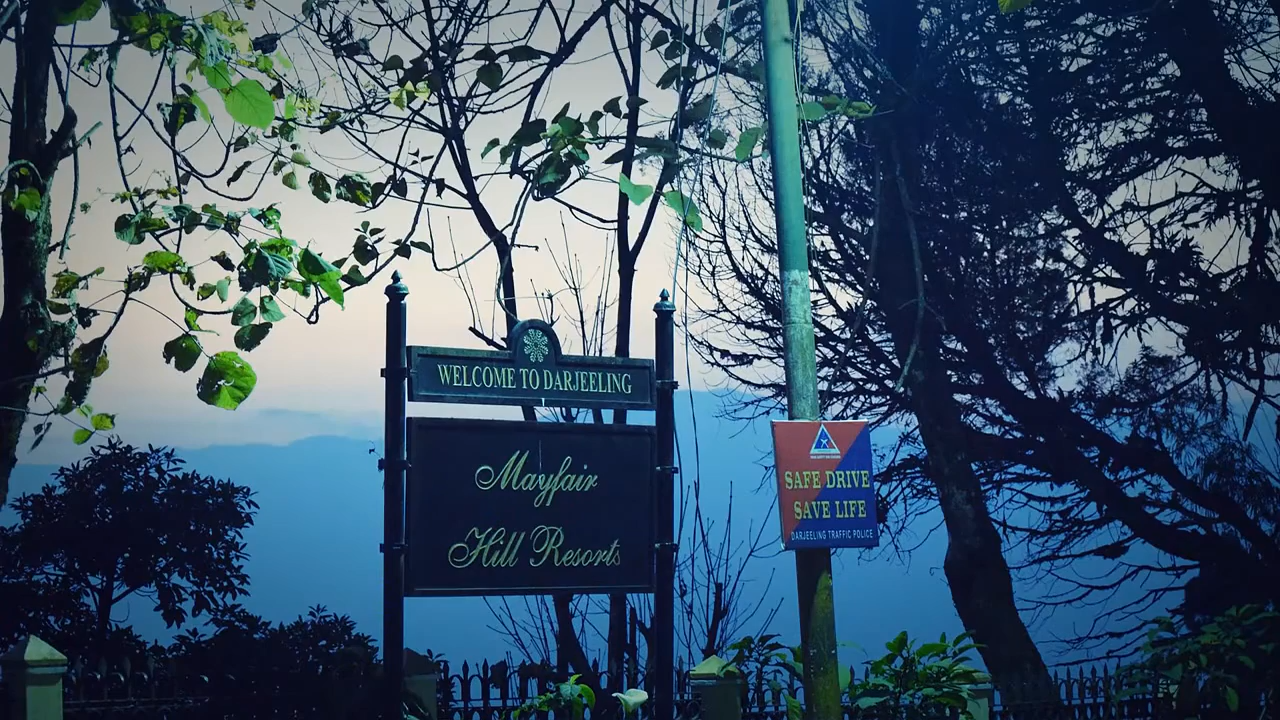 WELCOME TO DARJEELING
Mayfair
Hill Resorts
SAFE DRIVE
SAVE LIFE
DARJEELING TRAFFIC POLICE